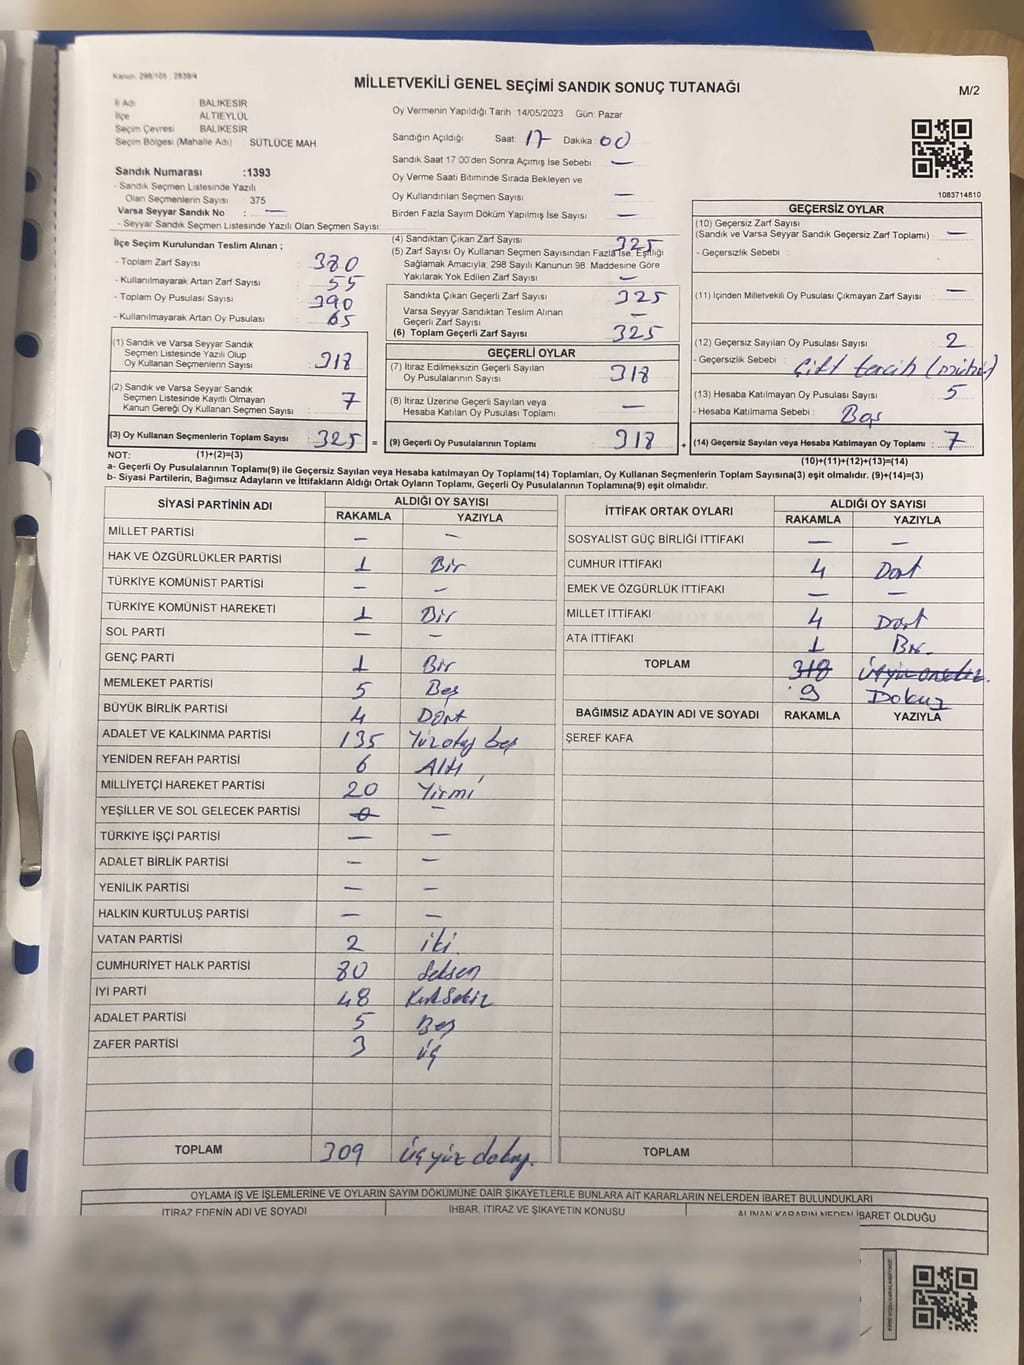 Kanun: 298/105 , 2839/4
MİLLETVEKİLİ GENEL SEÇİMİ SANDIK SONUÇ TUTANAĞI
M/2
İl Adı BALIKESİR
İlçe ALTIEYLÜL
Seçim Çevresi BALIKESİR
Seçim Bölgesi (Mahalle Adı) SÜTLÜCE MAH.
Oy Vermenin Yapıldığı Tarih 14/05/2023 Gün: Pazar
Sandığın Açıldığı Saat: 17 Dakika: 00
Sandık Saat 17:00'den Sonra Açılmış İse Sebebi : —
Oy Verme Saati Bitiminde Sırada Bekleyen ve
Oy Kullandırılan Seçmen Sayısı : —
Birden Fazla Sayım Döküm Yapılmış İse Sayısı : —
1083714810
Sandık Numarası :1393
- Sandık Seçmen Listesinde Yazılı
Olan Seçmenlerin Sayısı 375
Varsa Seyyar Sandık No : —
- Seyyar Sandık Seçmen Listesinde Yazılı Olan Seçmen Sayısı:
İlçe Seçim Kurulundan Teslim Alınan ;
- Toplam Zarf Sayısı : 380
- Kullanılmayarak Artan Zarf Sayısı : 55
- Toplam Oy Pusulası Sayısı : 390
- Kullanılmayarak Artan Oy Pusulası : 65
(1) Sandık ve Varsa Seyyar Sandık
Seçmen Listesinde Yazılı Olup
Oy Kullanan Seçmenlerin Sayısı : 318
(2) Sandık ve Varsa Seyyar Sandık
Seçmen Listesinde Kayıtlı Olmayan
Kanun Gereği Oy Kullanan Seçmen Sayısı : 7
(3) Oy Kullanan Seçmenlerin Toplam Sayısı : 325 =
(4) Sandıktan Çıkan Zarf Sayısı : 325
(5) Zarf Sayısı Oy Kullanan Seçmen Sayısından Fazla İse, Eşitliği
Sağlamak Amacıyla; 298 Sayılı Kanunun 98. Maddesine Göre
Yakılarak Yok Edilen Zarf Sayısı : —
Sandıkta Çıkan Geçerli Zarf Sayısı : 325
Varsa Seyyar Sandıktan Teslim Alınan
Geçerli Zarf Sayısı : —
(6) Toplam Geçerli Zarf Sayısı : 325
GEÇERLİ OYLAR
(7) İtiraz Edilmeksizin Geçerli Sayılan
Oy Pusulalarının Sayısı : 318
(8) İtiraz Üzerine Geçerli Sayılan veya
Hesaba Katılan Oy Pusulası Toplamı : —
(9) Geçerli Oy Pusulalarının Toplamı : 318 +
GEÇERSİZ OYLAR
(10) Geçersiz Zarf Sayısı
(Sandık ve Varsa Seyyar Sandık Geçersiz Zarf Toplamı) : —
- Geçersizlik Sebebi :
(11) İçinden Milletvekili Oy Pusulası Çıkmayan Zarf Sayısı : —
(12) Geçersiz Sayılan Oy Pusulası Sayısı : 2
- Geçersizlik Sebebi : Çift tercih
(13) Hesaba Katılmayan Oy Pusulası Sayısı : 5
- Hesaba Katılmama Sebebi : Boş
(14) Geçersiz Sayılan veya Hesaba Katılmayan Oy Toplamı : 7
NOT: (1)+(2)=(3)
(10)+(11)+(12)+(13)=(14)
a- Geçerli Oy Pusulalarının Toplamı(9) ile Geçersiz Sayılan veya Hesaba katılmayan Oy Toplamı(14) Toplamları, Oy Kullanan Seçmenlerin Toplam Sayısına(3) eşit olmalıdır. (9)+(14)=(3)
b- Siyasi Partilerin, Bağımsız Adayların ve İttifakların Aldığı Ortak Oyların Toplamı, Geçerli Oy Pusulalarının Toplamına(9) eşit olmalıdır.
SİYASİ PARTİNİN ADI ALDIĞI OY SAYISI
RAKAMLA YAZIYLA
MİLLET PARTİSİ — —
HAK VE ÖZGÜRLÜKLER PARTİSİ 1 Bir
TÜRKİYE KOMÜNİST PARTİSİ — —
TÜRKİYE KOMÜNİST HAREKETİ 1 Bir
SOL PARTİ — —
GENÇ PARTİ 1 Bir
MEMLEKET PARTİSİ 5 Beş
BÜYÜK BİRLİK PARTİSİ 4 Dört
ADALET VE KALKINMA PARTİSİ 135 Yüzotuz beş
YENİDEN REFAH PARTİSİ 6 Altı
MİLLİYETÇİ HAREKET PARTİSİ 20 Yirmi
YEŞİLLER VE SOL GELECEK PARTİSİ 0 —
TÜRKİYE İŞÇİ PARTİSİ — —
ADALET BİRLİK PARTİSİ — —
YENİLİK PARTİSİ — —
HALKIN KURTULUŞ PARTİSİ — —
VATAN PARTİSİ 2 iki
CUMHURİYET HALK PARTİSİ 80 Seksen
İYİ PARTİ 48 Kırksekiz
ADALET PARTİSİ 5 Beş
ZAFER PARTİSİ 3 üç
TOPLAM 309 üçyüz dokuz
İTTİFAK ORTAK OYLARI ALDIĞI OY SAYISI
RAKAMLA YAZIYLA
SOSYALİST GÜÇ BİRLİĞİ İTTİFAKI — —
CUMHUR İTTİFAKI 4 Dört
EMEK VE ÖZGÜRLÜK İTTİFAKI — —
MİLLET İTTİFAKI 4 Dört
ATA İTTİFAKI 1 Bir
TOPLAM 318 üçyüz onsekiz
9 Dokuz
BAĞIMSIZ ADAYIN ADI VE SOYADI RAKAMLA YAZIYLA
ŞEREF KAFA
TOPLAM
OYLAMA İŞ VE İŞLEMLERİNE VE OYLARIN SAYIM DÖKÜMÜNE DAİR ŞİKAYETLERLE BUNLARA AİT KARARLARIN NELERDEN İBARET BULUNDUKLARI
İTİRAZ EDENİN ADI VE SOYADI İHBAR, İTİRAZ VE ŞİKAYETİN KONUSU ALINAN KARARIN NEDEN İBARET OLDUĞU